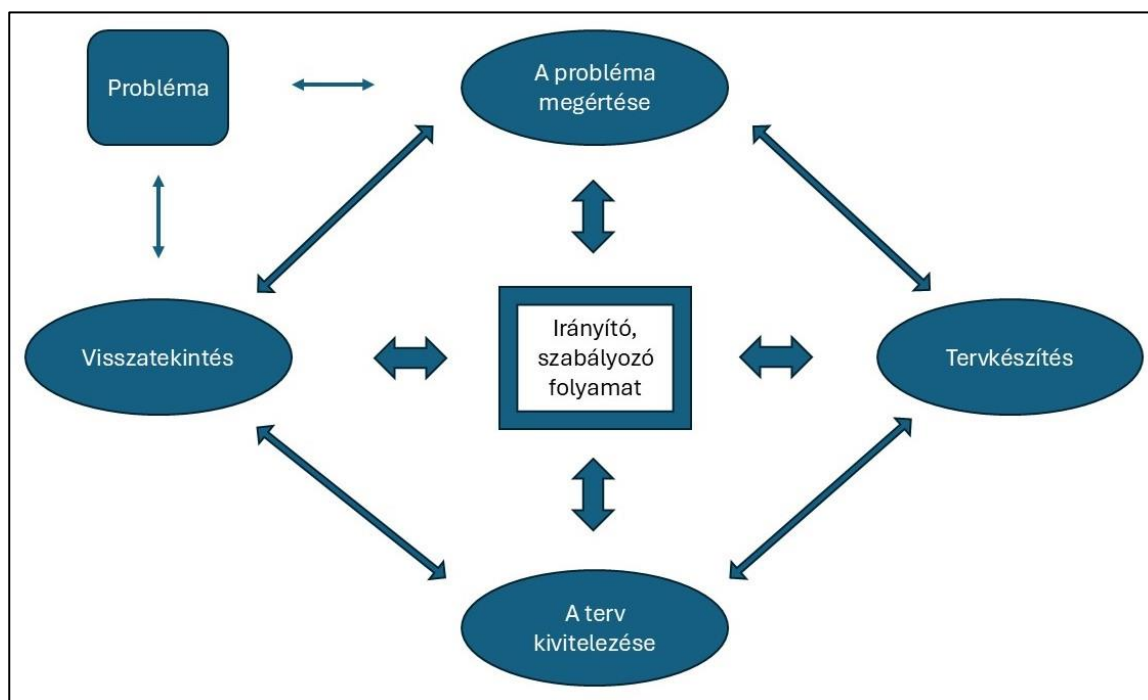 Probléma
A probléma
megértése
Visszatekintés
Irányító,
szabályozó
folyamat
Tervkészítés
A terv
kivitelezése